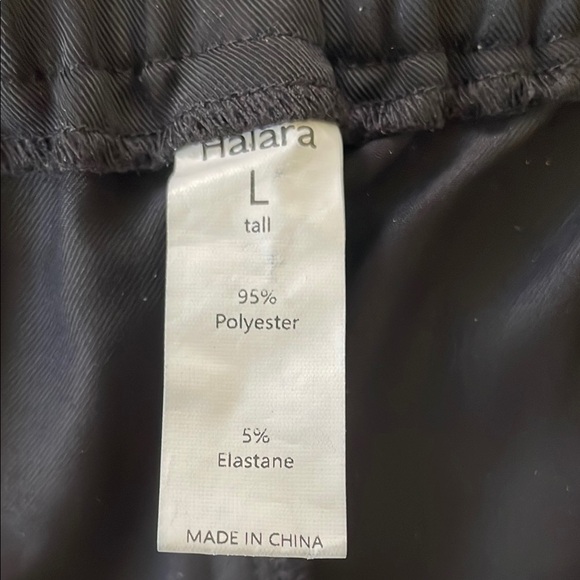 Halara
L
tall
95%
Polyester
5%
Elastane
MADE IN CHINA